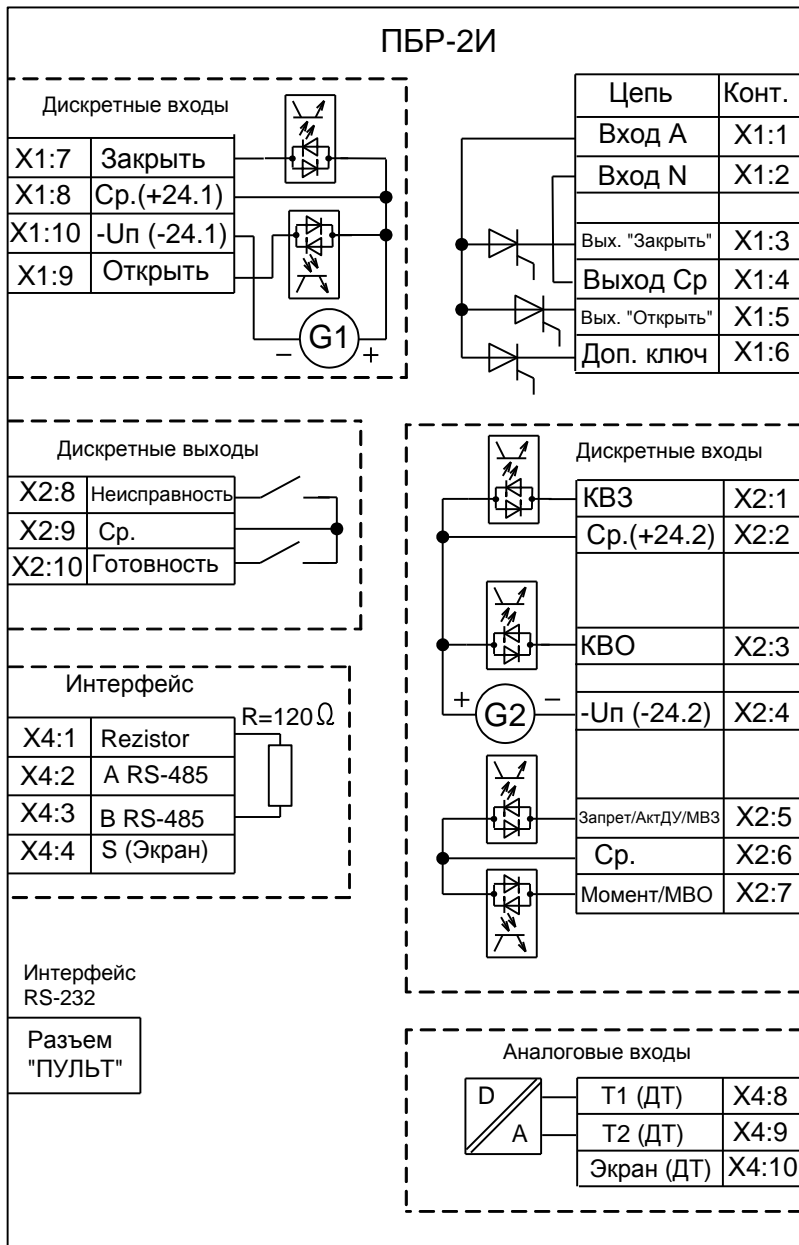 ПБР-2И
Дискретные входы
X1:7 Закрыть
X1:8 Ср.(+24.1)
X1:10 -Uп (-24.1)
X1:9 Открыть
G1
− +
Цепь Конт.
Вход А X1:1
Вход N X1:2
Вых. "Закрыть" X1:3
Выход Ср X1:4
Вых. "Открыть" X1:5
Доп. ключ X1:6
Дискретные выходы
X2:8 Неисправность
X2:9 Ср.
X2:10 Готовность
Дискретные входы
КВЗ X2:1
Ср.(+24.2) X2:2
КВО X2:3
+ G2 − -Uп (-24.2) X2:4
Запрет/АктДУ/МВЗ X2:5
Ср. X2:6
Момент/МВО X2:7
Интерфейс
R=120Ω
X4:1 Rezistor
X4:2 A RS-485
X4:3 B RS-485
X4:4 S (Экран)
Интерфейс
RS-232
Разъем
"ПУЛЬТ"
Аналоговые входы
D
A
Т1 (ДТ) X4:8
Т2 (ДТ) X4:9
Экран (ДТ) X4:10